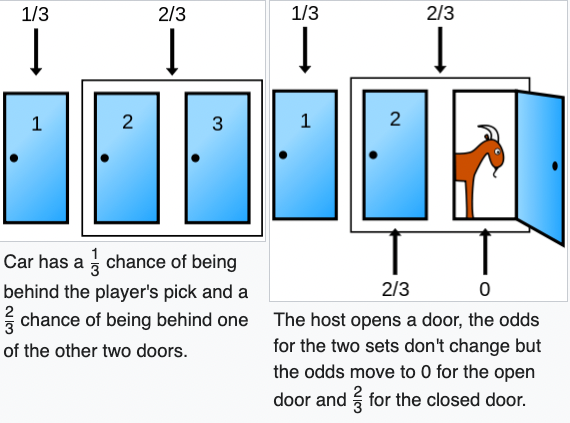 1/3 2/3
1 2 3
Car has a 1/3 chance of being
behind the player's pick and a
2/3 chance of being behind one
of the other two doors.
1/3 2/3
1 2
2/3 0
The host opens a door, the odds
for the two sets don't change but
the odds move to 0 for the open
door and 2/3 for the closed door.